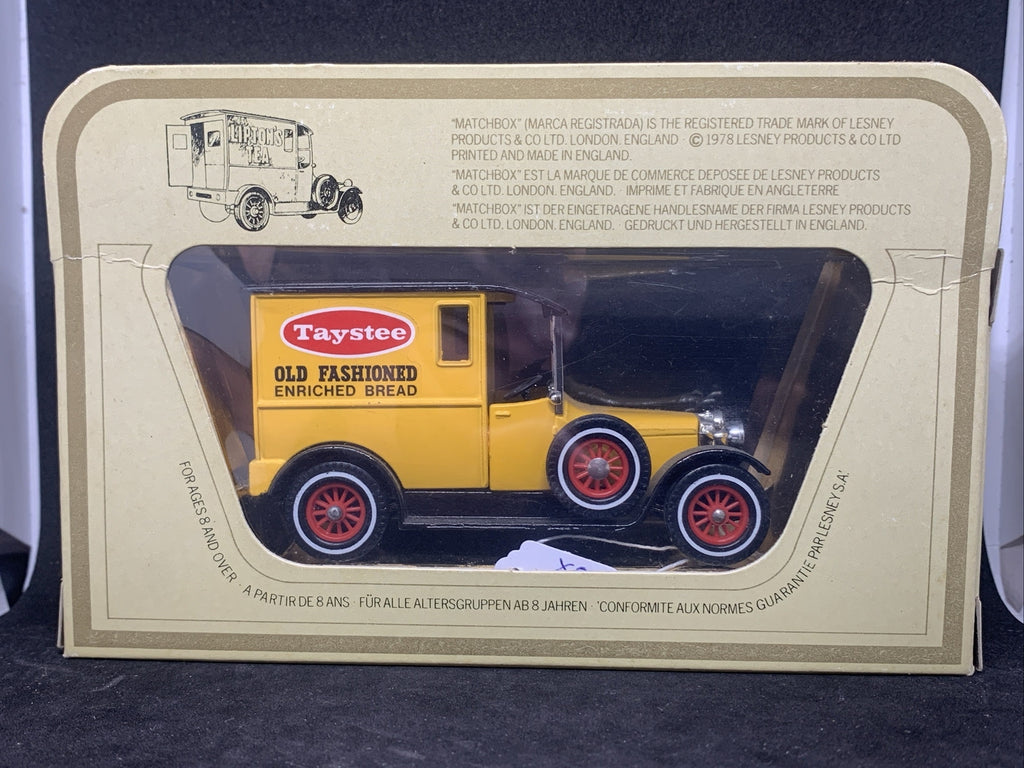 LIPTON'S
TEA
"MATCHBOX" (MARCA REGISTRADA) IS THE REGISTERED TRADE MARK OF LESNEY
PRODUCTS & CO LTD. LONDON. ENGLAND · © 1978 LESNEY PRODUCTS & CO LTD
PRINTED AND MADE IN ENGLAND.
"MATCHBOX" EST LA MARQUE DE COMMERCE DEPOSEE DE LESNEY PRODUCTS
& CO LTD. LONDON. ENGLAND. · IMPRIME ET FABRIQUE EN ANGLETERRE
"MATCHBOX" IST DER EINGETRAGENE HANDLESNAME DER FIRMA LESNEY PRODUCTS
& CO LTD. LONDON. ENGLAND. · GEDRUCKT UND HERGESTELLT IN ENGLAND.
Taystee
OLD FASHIONED
ENRICHED BREAD
FOR AGES 8 AND OVER · A PARTIR DE 8 ANS · FÜR ALLE ALTERSGRUPPEN AB 8 JAHREN · 'CONFORMITE AUX NORMES GUARANTIE PAR LESNEY S.A.'